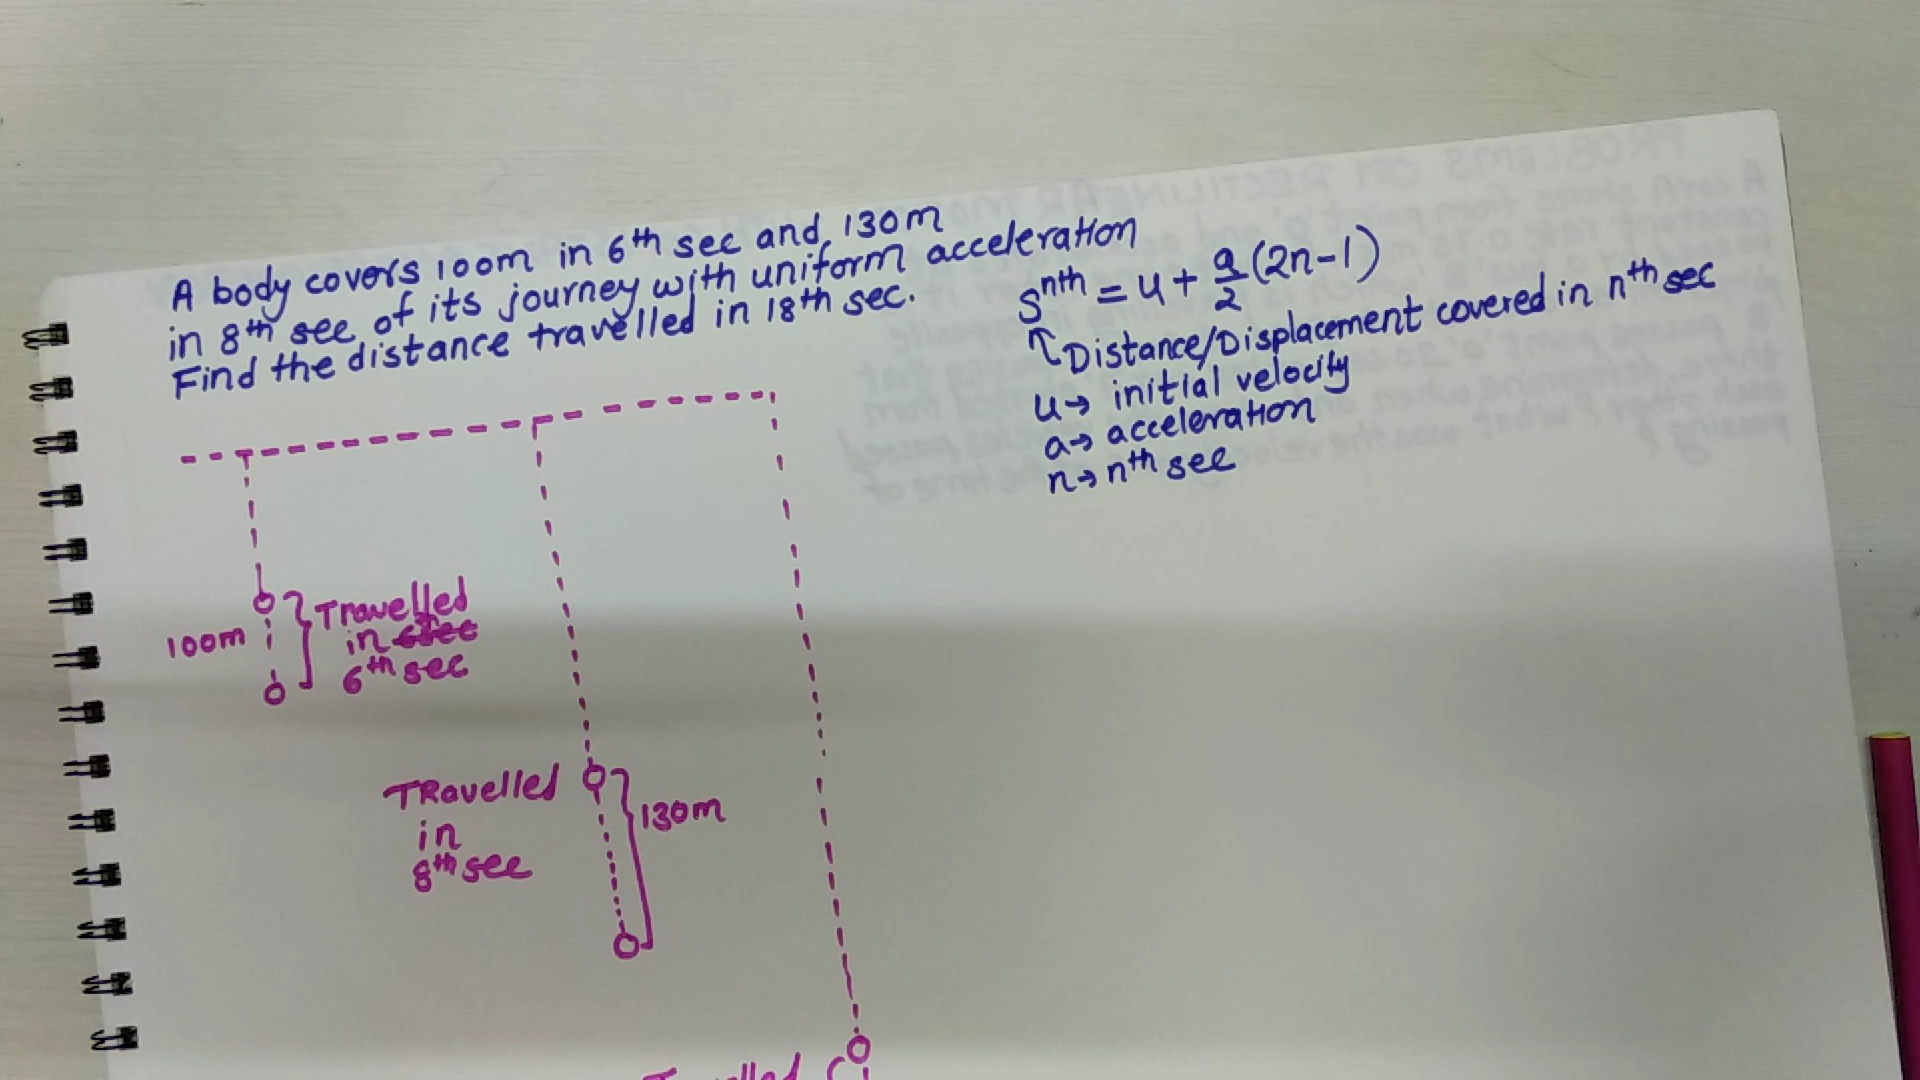 A body covers 100m in 6th sec and, 130m
in 8th sec of its journey with uniform acceleration
Find the distance travelled in 18th sec.
S^nth = u + a/2 (2n-1)
Distance/Displacement covered in nth sec
u → initial velocity
a → acceleration
n → nth sec
100m
Travelled
in
6th sec
Travelled
in
8th sec
130m